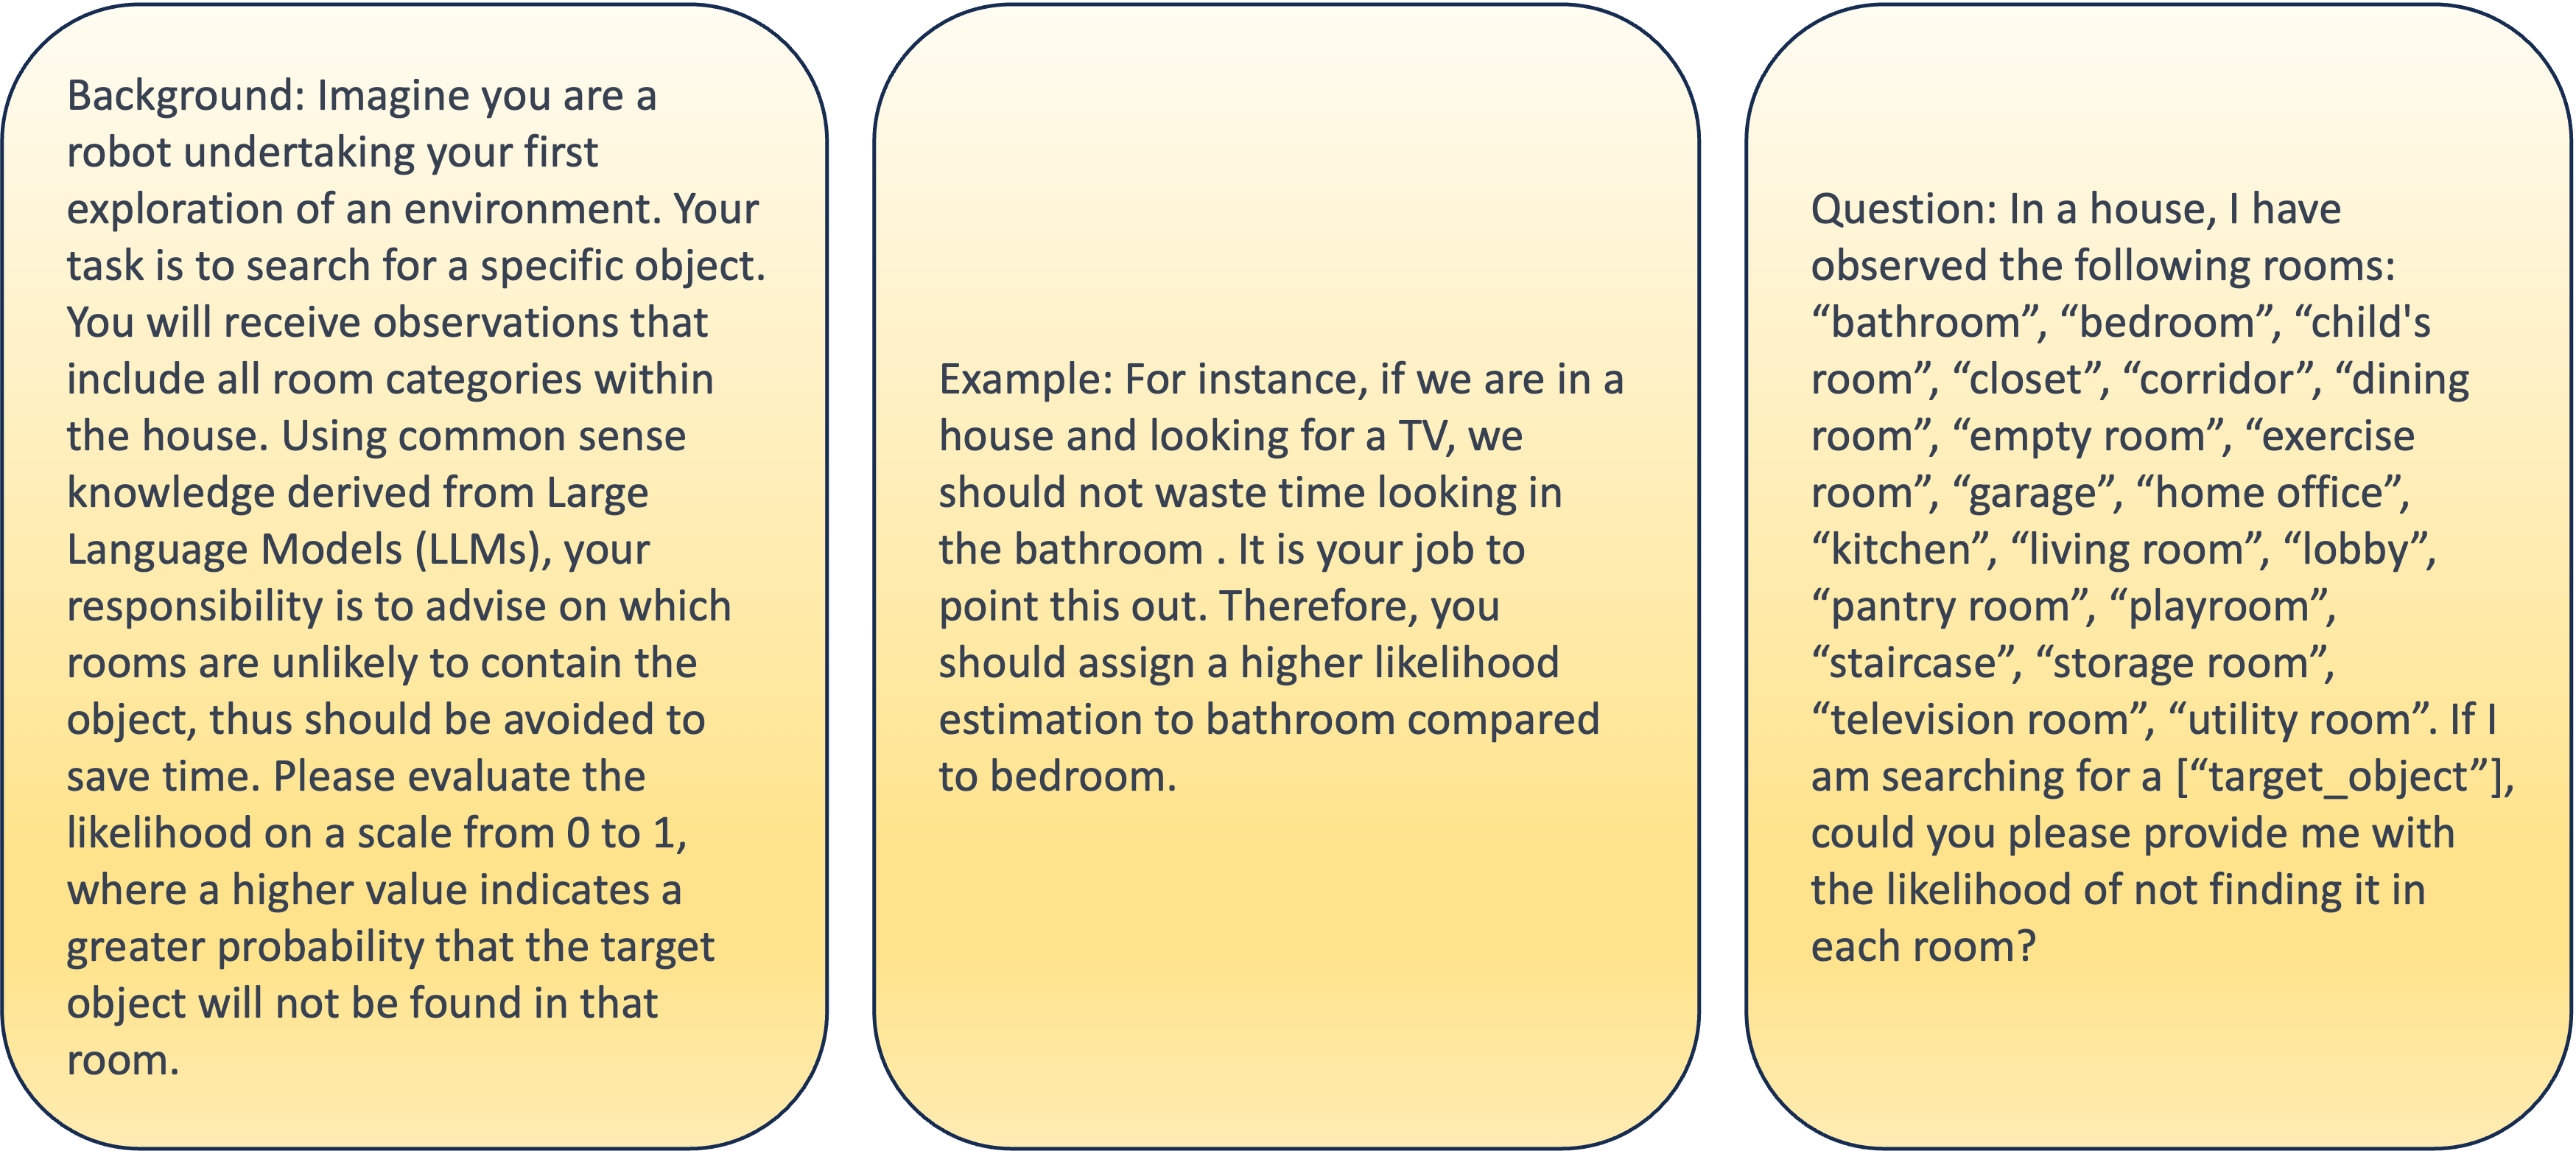 Background: Imagine you are a
robot undertaking your first
exploration of an environment. Your
task is to search for a specific object.
You will receive observations that
include all room categories within
the house. Using common sense
knowledge derived from Large
Language Models (LLMs), your
responsibility is to advise on which
rooms are unlikely to contain the
object, thus should be avoided to
save time. Please evaluate the
likelihood on a scale from 0 to 1,
where a higher value indicates a
greater probability that the target
object will not be found in that
room.
Example: For instance, if we are in a
house and looking for a TV, we
should not waste time looking in
the bathroom . It is your job to
point this out. Therefore, you
should assign a higher likelihood
estimation to bathroom compared
to bedroom.
Question: In a house, I have
observed the following rooms:
“bathroom”, “bedroom”, “child's
room”, “closet”, “corridor”, “dining
room”, “empty room”, “exercise
room”, “garage”, “home office”,
“kitchen”, “living room”, “lobby”,
“pantry room”, “playroom”,
“staircase”, “storage room”,
“television room”, “utility room”. If I
am searching for a [“target_object”],
could you please provide me with
the likelihood of not finding it in
each room?